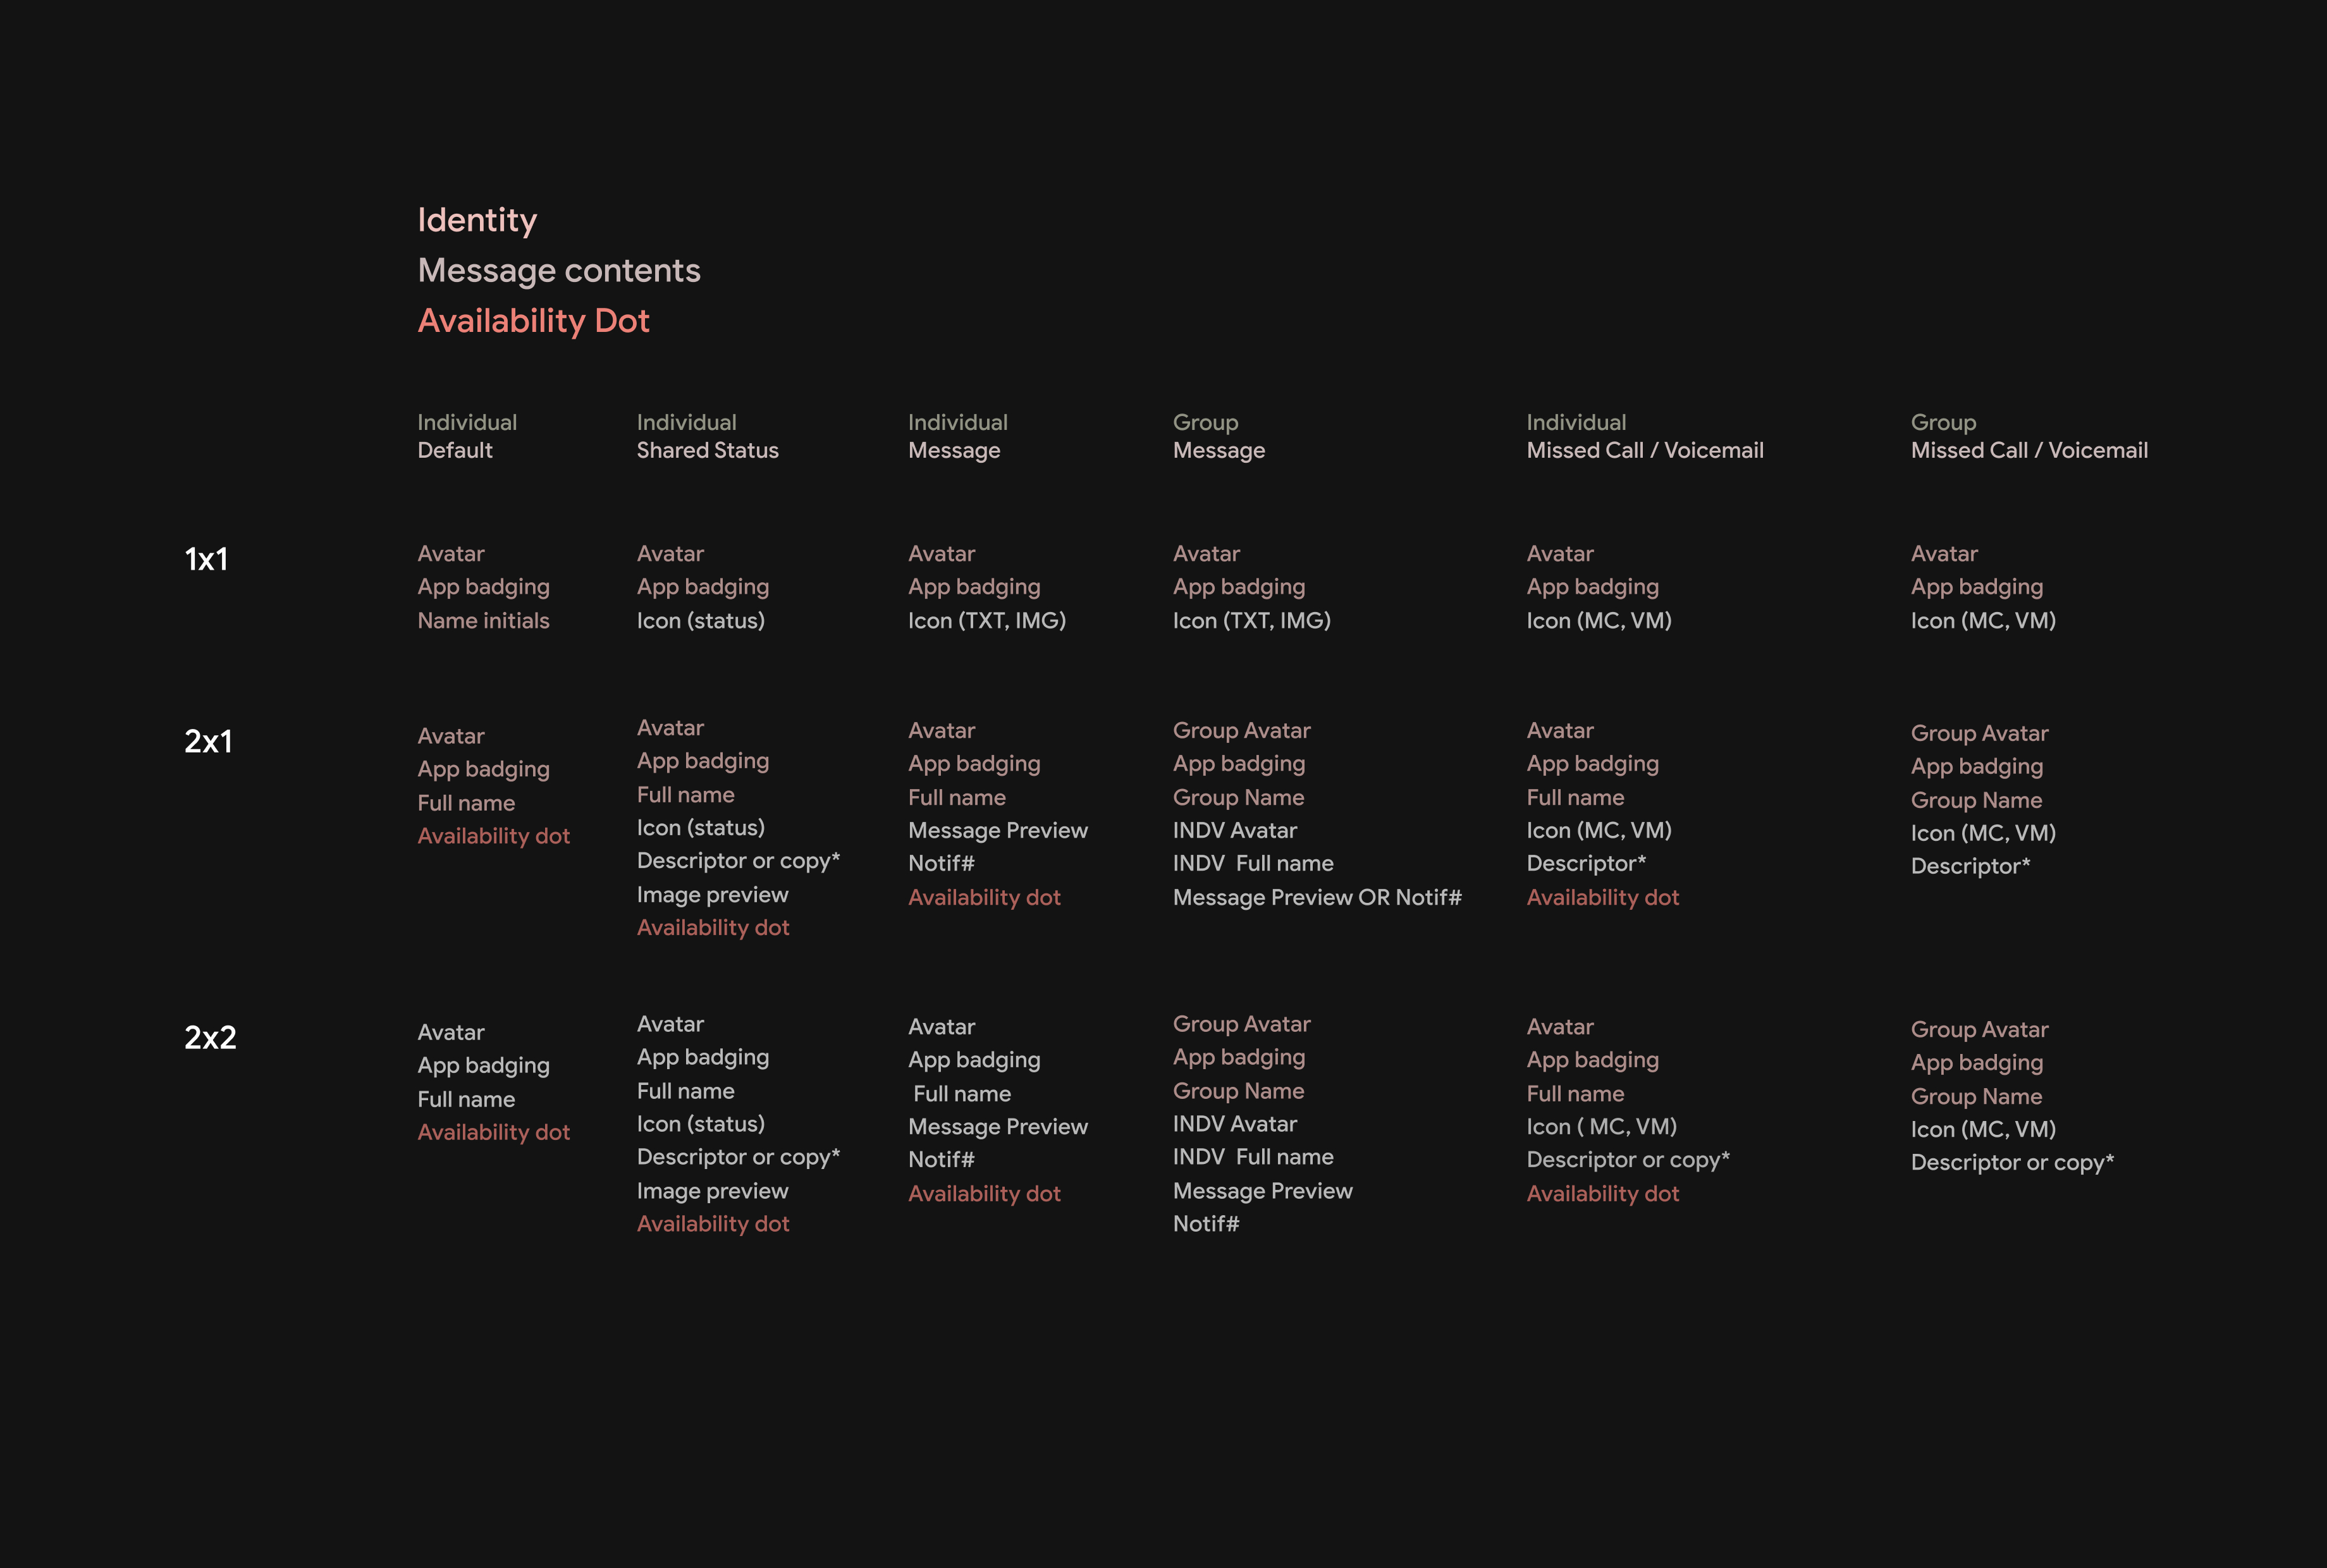 Identity
Message contents
Availability Dot
Individual
Default
Individual
Shared Status
Individual
Message
Group
Message
Individual
Missed Call / Voicemail
Group
Missed Call / Voicemail
1x1
Avatar
App badging
Name initials
Avatar
App badging
Icon (status)
Avatar
App badging
Icon (TXT, IMG)
Avatar
App badging
Icon (TXT, IMG)
Avatar
App badging
Icon (MC, VM)
Avatar
App badging
Icon (MC, VM)
2x1
Avatar
App badging
Full name
Availability dot
Avatar
App badging
Full name
Icon (status)
Descriptor or copy*
Image preview
Availability dot
Avatar
App badging
Full name
Message Preview
Notif#
Availability dot
Group Avatar
App badging
Group Name
INDV Avatar
INDV  Full name
Message Preview OR Notif#
Avatar
App badging
Full name
Icon (MC, VM)
Descriptor*
Availability dot
Group Avatar
App badging
Group Name
Icon (MC, VM)
Descriptor*
2x2
Avatar
App badging
Full name
Availability dot
Avatar
App badging
Full name
Icon (status)
Descriptor or copy*
Image preview
Availability dot
Avatar
App badging
Full name
Message Preview
Notif#
Availability dot
Group Avatar
App badging
Group Name
INDV Avatar
INDV  Full name
Message Preview
Notif#
Avatar
App badging
Full name
Icon ( MC, VM)
Descriptor or copy*
Availability dot
Group Avatar
App badging
Group Name
Icon (MC, VM)
Descriptor or copy*